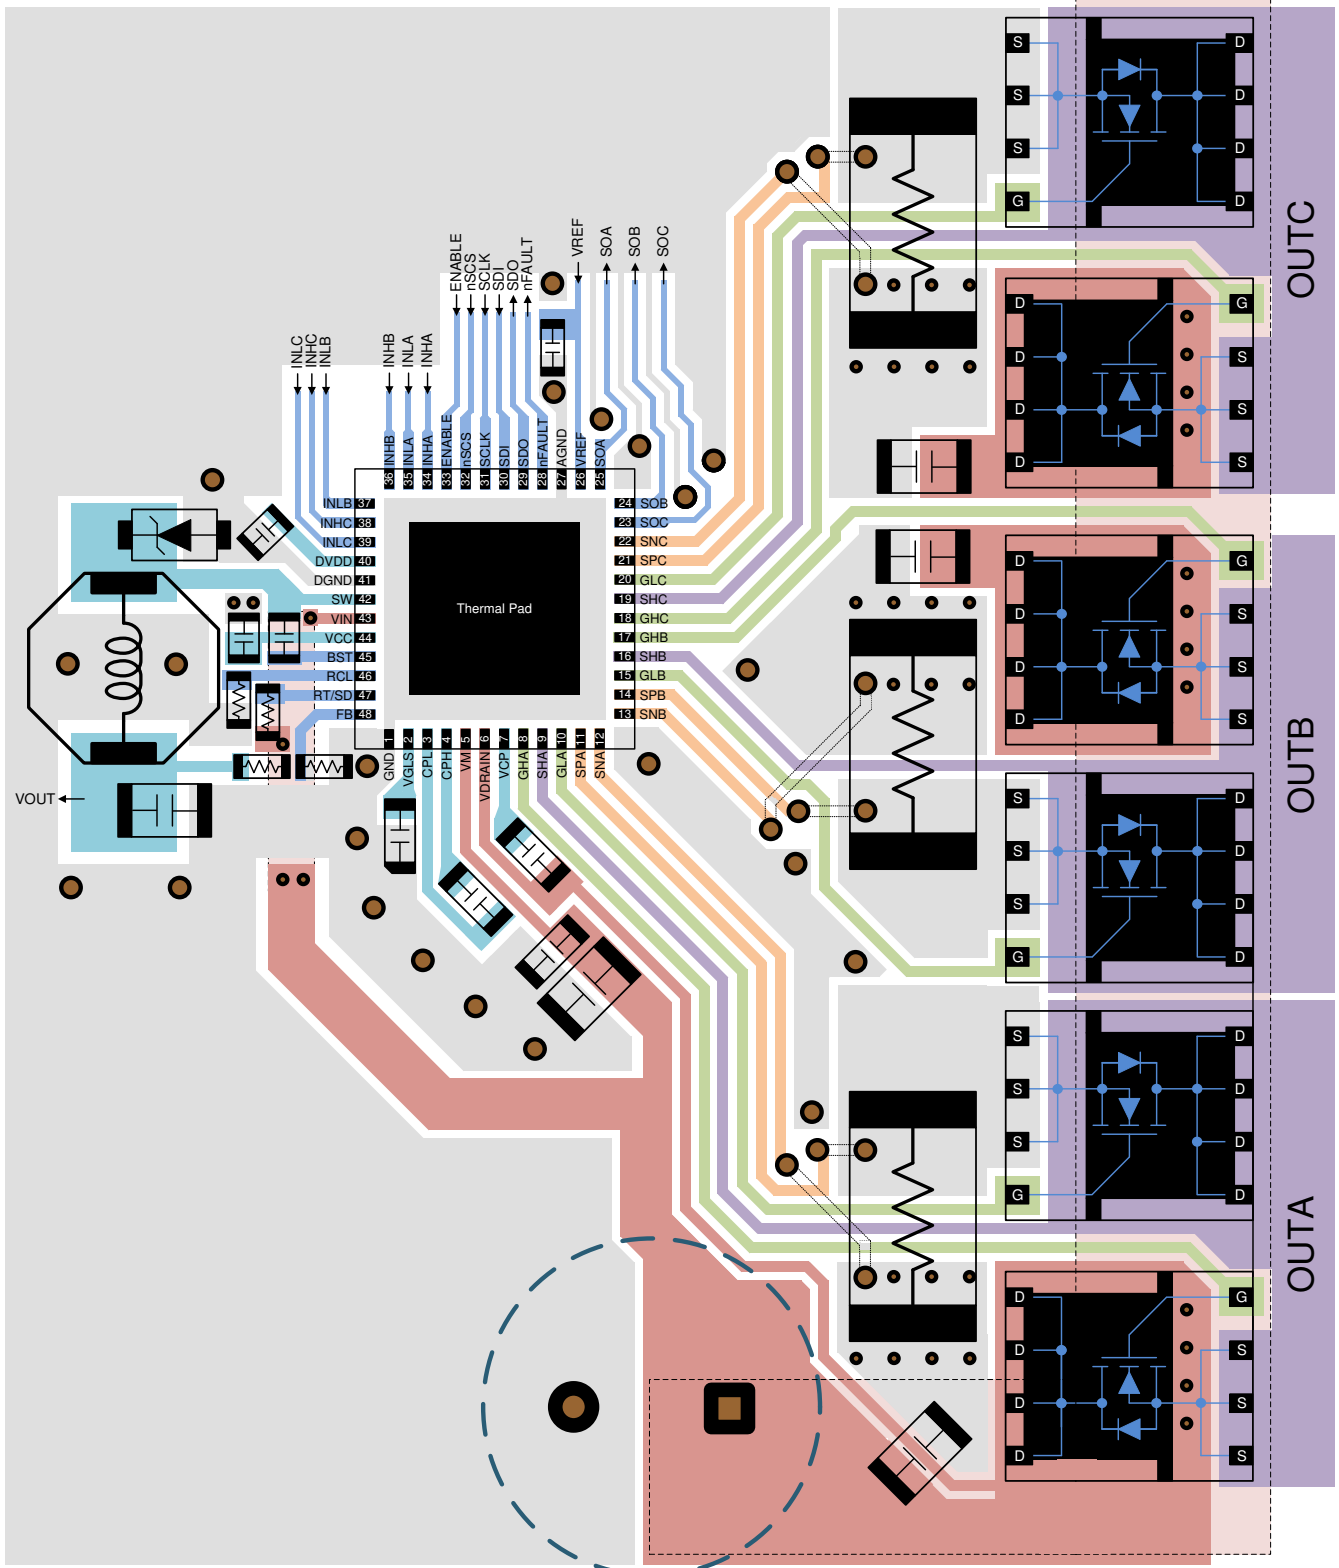 S D
S D
S D
G D
OUTC
D G
D S
D S
D S
INLC
INHC
INLB
INHB
INLA
INHA
ENABLE
nSCS
SCLK
SDI
SDO
nFAULT
VREF
SOA
SOB
SOC
36 INHB
35 INLA
34 INHA
33 ENABLE
32 nSCS
31 SCLK
30 SDI
29 SDO
28 nFAULT
27 AGND
26 VREF
25 SOA
INLB 37
INHC 38
INLC 39
DVDD 40
DGND 41
SW 42
VIN 43
VCC 44
BST 45
RCL 46
RT/SD 47
FB 48
Thermal Pad
24 SOB
23 SOC
22 SNC
21 SPC
20 GLC
19 SHC
18 GHC
17 GHB
16 SHB
15 GLB
14 SPB
13 SNB
GND 1
VGLS 2
CPL 3
CPH 4
VM 5
VDRAIN 6
VCP 7
GHA 8
SHA 9
GLA 10
SPA 11
SNA 12
VOUT
D G
D S
D S
D S
OUTB
S D
S D
S D
G D
S D
S D
S D
G D
OUTA
D G
D S
D S
D S